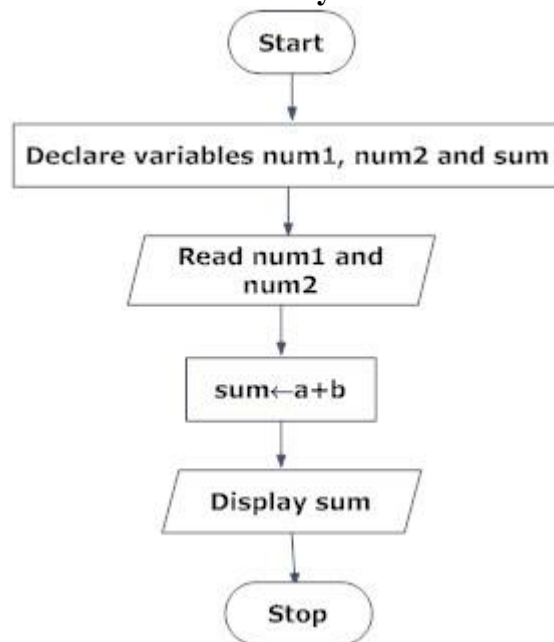 Start
Declare variables num1, num2 and sum
Read num1 and
num2
sum←a+b
Display sum
Stop